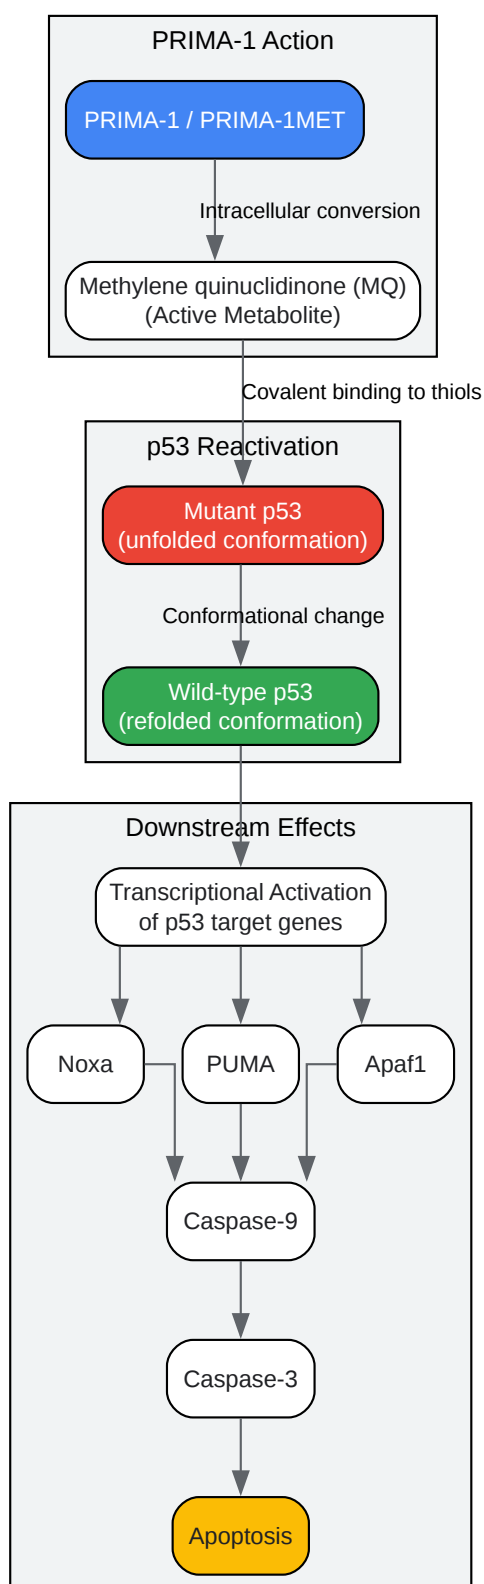 PRIMA-1 Action
PRIMA-1 / PRIMA-1MET
Intracellular conversion
Methylene quinuclidinone (MQ)
(Active Metabolite)
Covalent binding to thiols
p53 Reactivation
Mutant p53
(unfolded conformation)
Conformational change
Wild-type p53
(refolded conformation)
Downstream Effects
Transcriptional Activation
of p53 target genes
Noxa
PUMA
Apaf1
Caspase-9
Caspase-3
Apoptosis